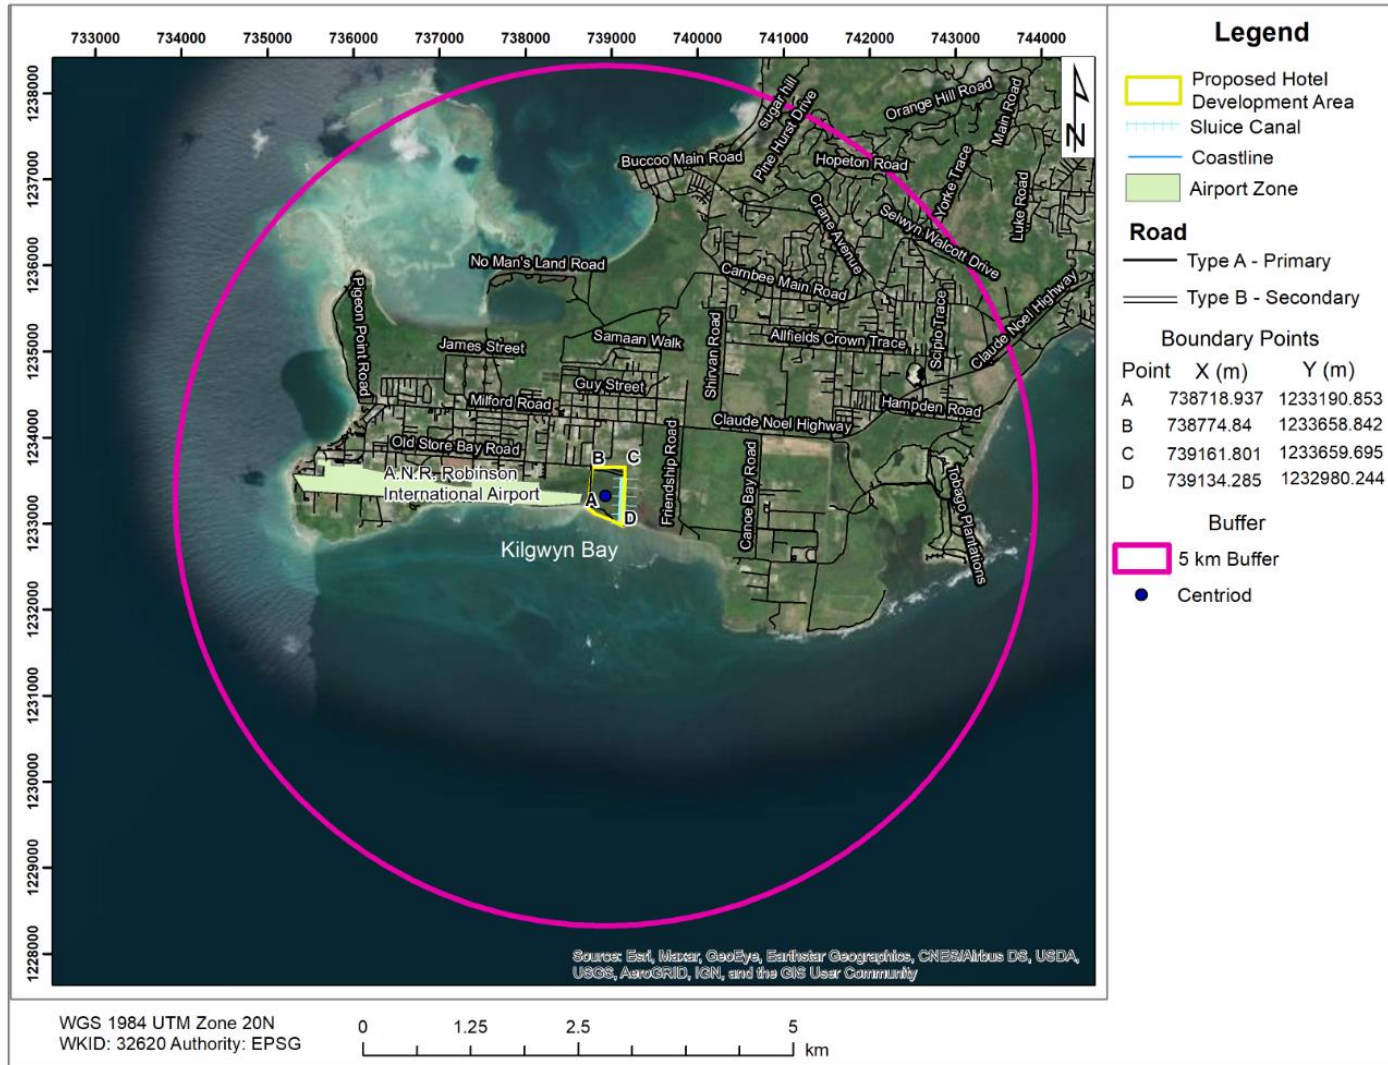 733000 734000 735000 736000 737000 738000 739000 740000 741000 742000 743000 744000
1238000
1237000
1236000
1235000
1234000
1233000
1232000
1231000
1230000
1229000
1228000
N
sugar hill
Pine Hurst Drive
Orange Hill Road
Main Road
Buccoo Main Road
Hopeton Road
Yorke Trace
Luke Road
Crane Avenue
Selwyn Walcott Drive
No Man's Land Road
Carnbee Main Road
Pigeon Point Road
Claude Noel Highway
Scipio Trace
Samaan Walk
Allfields Crown Trace
James Street
Shirvan Road
Guy Street
Milford Road
Hampden Road
Claude Noel Highway
Old Store Bay Road
Friendship Road
Canoe Bay Road
Tobago Plantations
A.N.R. Robinson
International Airport
B
C
A
D
Kilgwyn Bay
Source: Esri, Maxar, GeoEye, Earthstar Geographics, CNES/Airbus DS, USDA,
USGS, AeroGRID, IGN, and the GIS User Community
WGS 1984 UTM Zone 20N
WKID: 32620 Authority: EPSG
0 1.25 2.5 5
km
Legend
Proposed Hotel
Development Area
Sluice Canal
Coastline
Airport Zone
Road
Type A - Primary
Type B - Secondary
Boundary Points
Point X (m) Y (m)
A 738718.937 1233190.853
B 738774.84 1233658.842
C 739161.801 1233659.695
D 739134.285 1232980.244
Buffer
5 km Buffer
Centriod